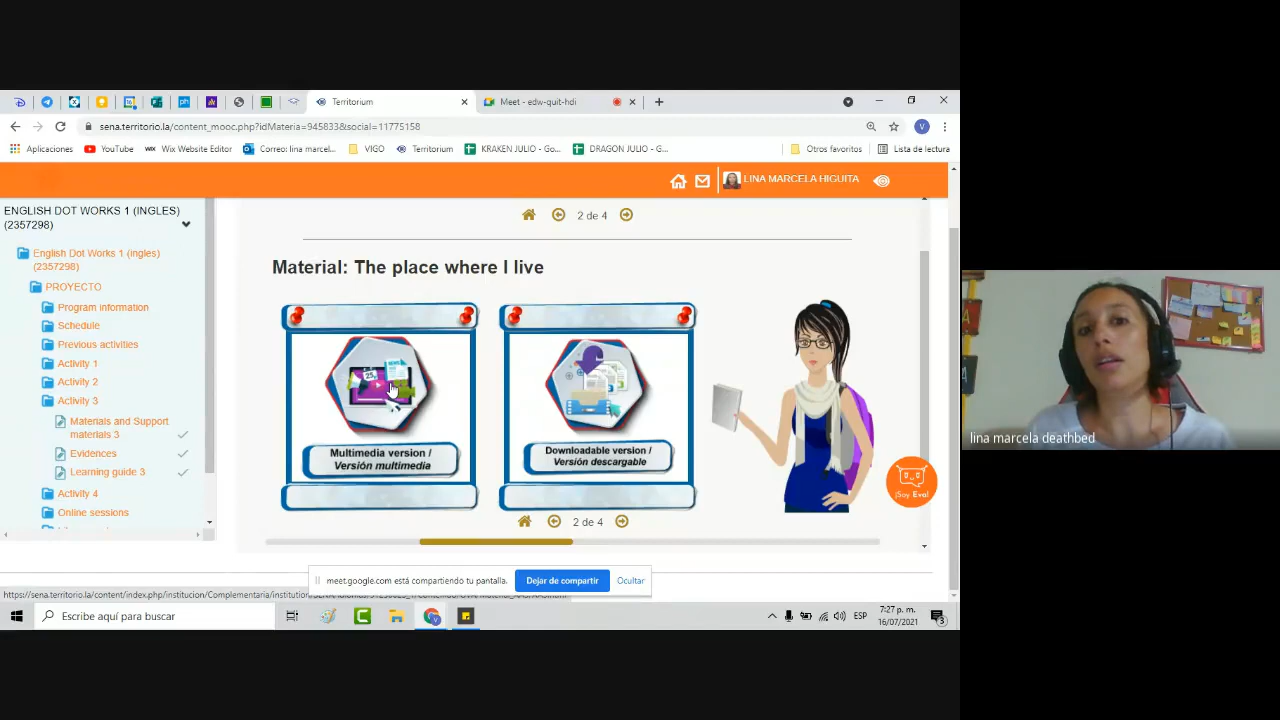 Territorium
Meet - edw-quit-hdi
sena.territorio.la/content_mooc.php?idMateria=945833&social=11775158
Aplicaciones
YouTube
WIX Wix Website Editor
Correo: lina marcel...
VIGO
Territorium
KRAKEN JULIO - Go...
DRAGON JULIO - G...
Otros favoritos
Lista de lectura
LINA MARCELA HIGUITA
ENGLISH DOT WORKS 1 (INGLES)
(2357298)
English Dot Works 1 (ingles)
(2357298)
PROYECTO
Program information
Schedule
Previous activities
Activity 1
Activity 2
Activity 3
Materials and Support
materials 3
Evidences
Learning guide 3
Activity 4
Online sessions
2 de 4
Material: The place where I live
Multimedia version /
Versión multimedia
Downloadable version /
Versión descargable
2 de 4
¡Soy Eva!
lina marcela deathbed
meet.google.com está compartiendo tu pantalla.
Dejar de compartir
Ocultar
Escribe aquí para buscar
ESP
7:27 p. m.
16/07/2021
3